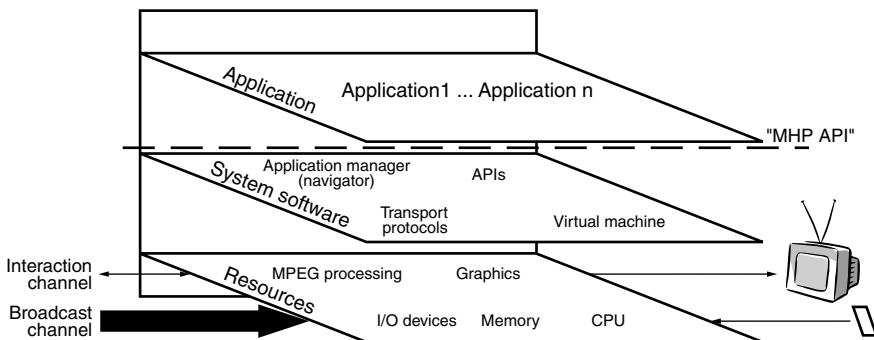 Application
Application1 ... Application n
"MHP API"
System software
Application manager
(navigator)
APIs
Transport
protocols
Virtual machine
Interaction
channel
Resources
MPEG processing
Graphics
Broadcast
channel
I/O devices
Memory
CPU